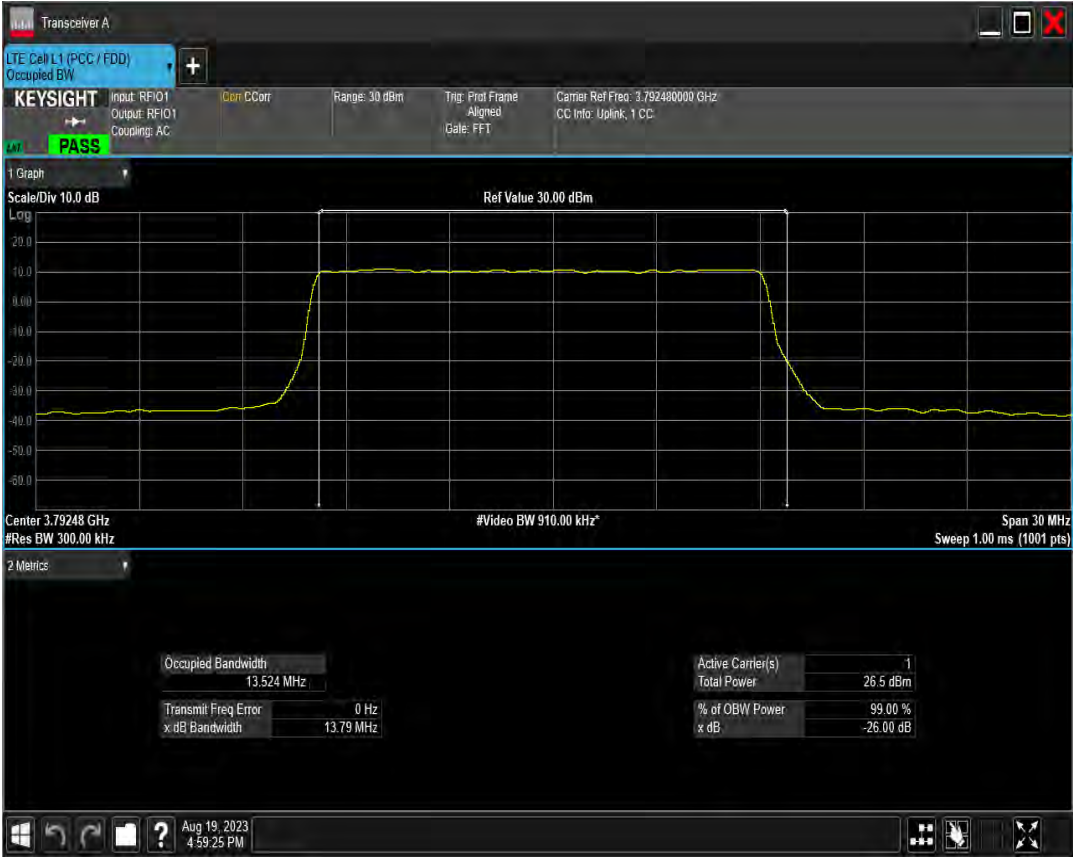 Transceiver A
LTE Cell L1 (PCC / FDD)
Occupied BW
+
KEYSIGHT
Input: RFIO1
Output: RFIO1
Coupling: AC
Corr CCorr
Range: 30 dBm
Trig: Prot Frame
Aligned
Gate: FFT
Carrier Ref Freq: 3.792480000 GHz
CC Info: Uplink, 1 CC
PASS
1 Graph
Scale/Div 10.0 dB
Ref Value 30.00 dBm
Log
20.0
10.0
0.00
-10.0
-20.0
-30.0
-40.0
-50.0
-60.0
Center 3.79248 GHz
#Video BW 910.00 kHz*
Span 30 MHz
#Res BW 300.00 kHz
Sweep 1.00 ms (1001 pts)
2 Metrics
Occupied Bandwidth
13.524 MHz
Transmit Freq Error 0 Hz
x dB Bandwidth 13.79 MHz
Active Carrier(s) 1
Total Power 26.5 dBm
% of OBW Power 99.00 %
x dB -26.00 dB
?
Aug 19, 2023
4:59:25 PM